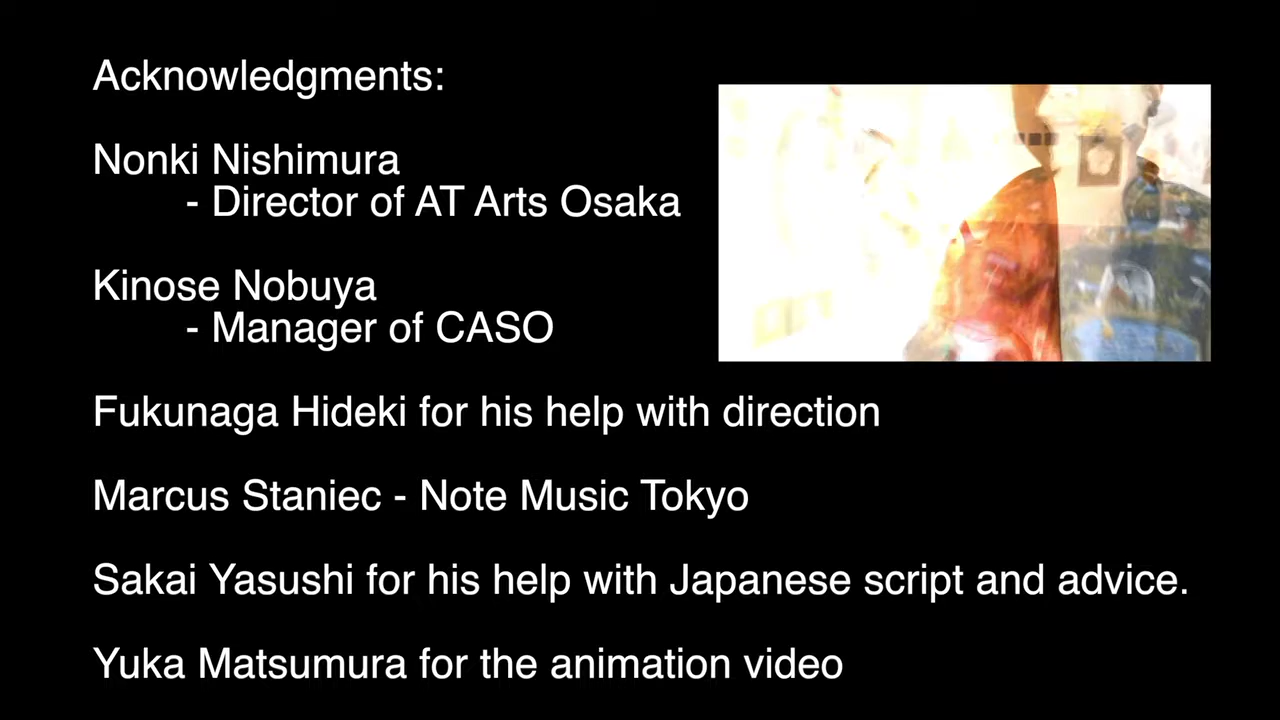 Acknowledgments:
Nonki Nishimura
- Director of AT Arts Osaka
Kinose Nobuya
- Manager of CASO
Fukunaga Hideki for his help with direction
Marcus Staniec - Note Music Tokyo
Sakai Yasushi for his help with Japanese script and advice.
Yuka Matsumura for the animation video